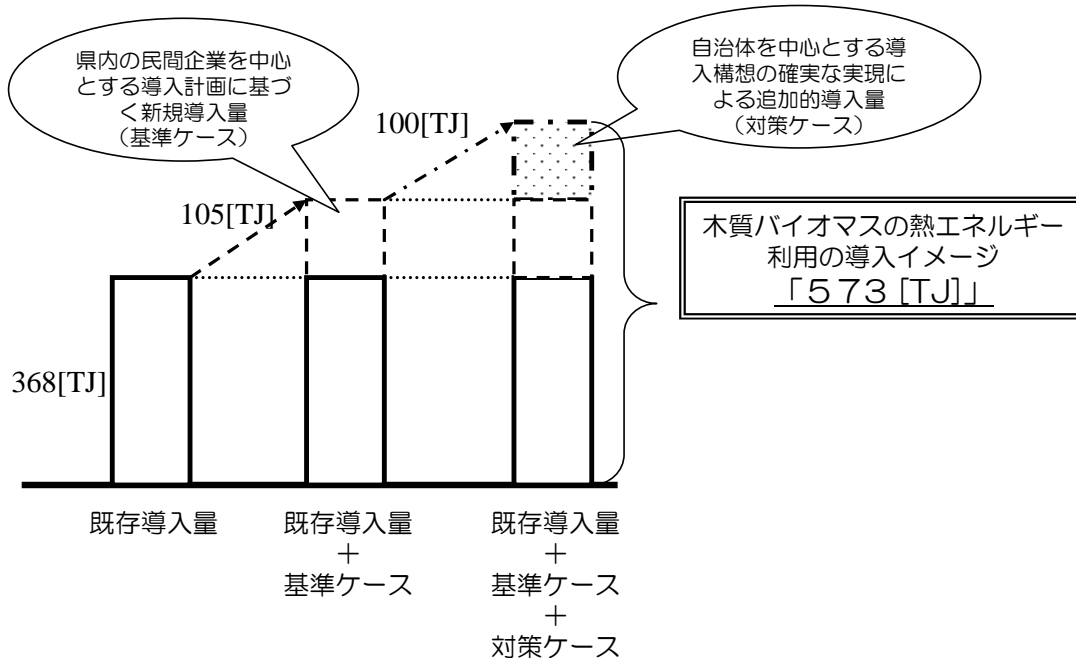 県内の民間企業を中心
とする導入計画に基づ
く新規導入量
（基準ケース）
自治体を中心とする導
入構想の確実な実現に
よる追加的導入量
（対策ケース）
100[TJ]
105[TJ]
木質バイオマスの熱エネルギー
利用の導入イメージ
「５７３[TJ]」
368[TJ]
既存導入量
既存導入量
＋
基準ケース
既存導入量
＋
基準ケース
＋
対策ケース